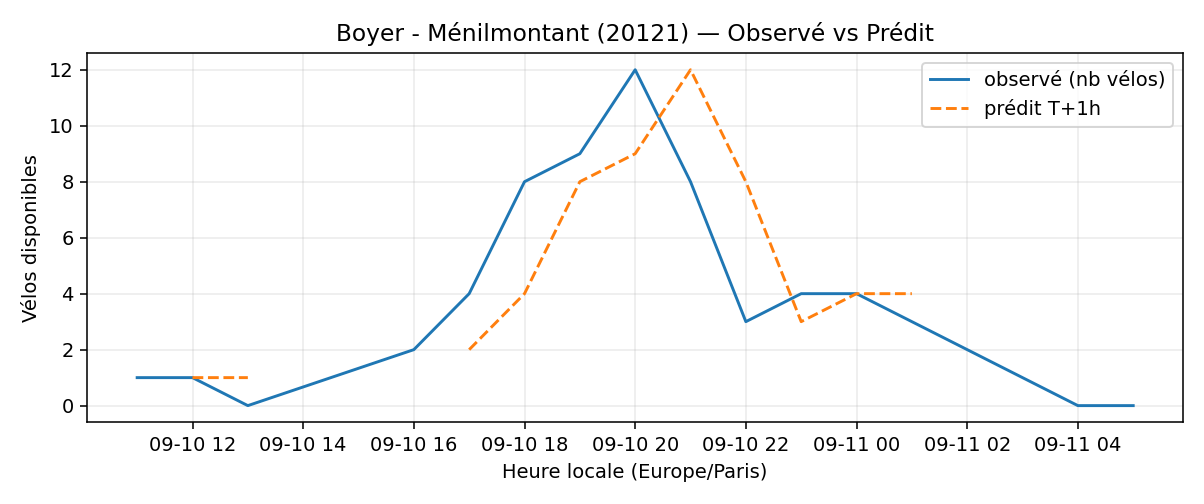 Boyer - Ménilmontant (20121) — Observé vs Prédit
observé (nb vélos)
prédit T+1h
Vélos disponibles
12
10
8
6
4
2
0
09-10 12 09-10 14 09-10 16 09-10 18 09-10 20 09-10 22 09-11 00 09-11 02 09-11 04
Heure locale (Europe/Paris)